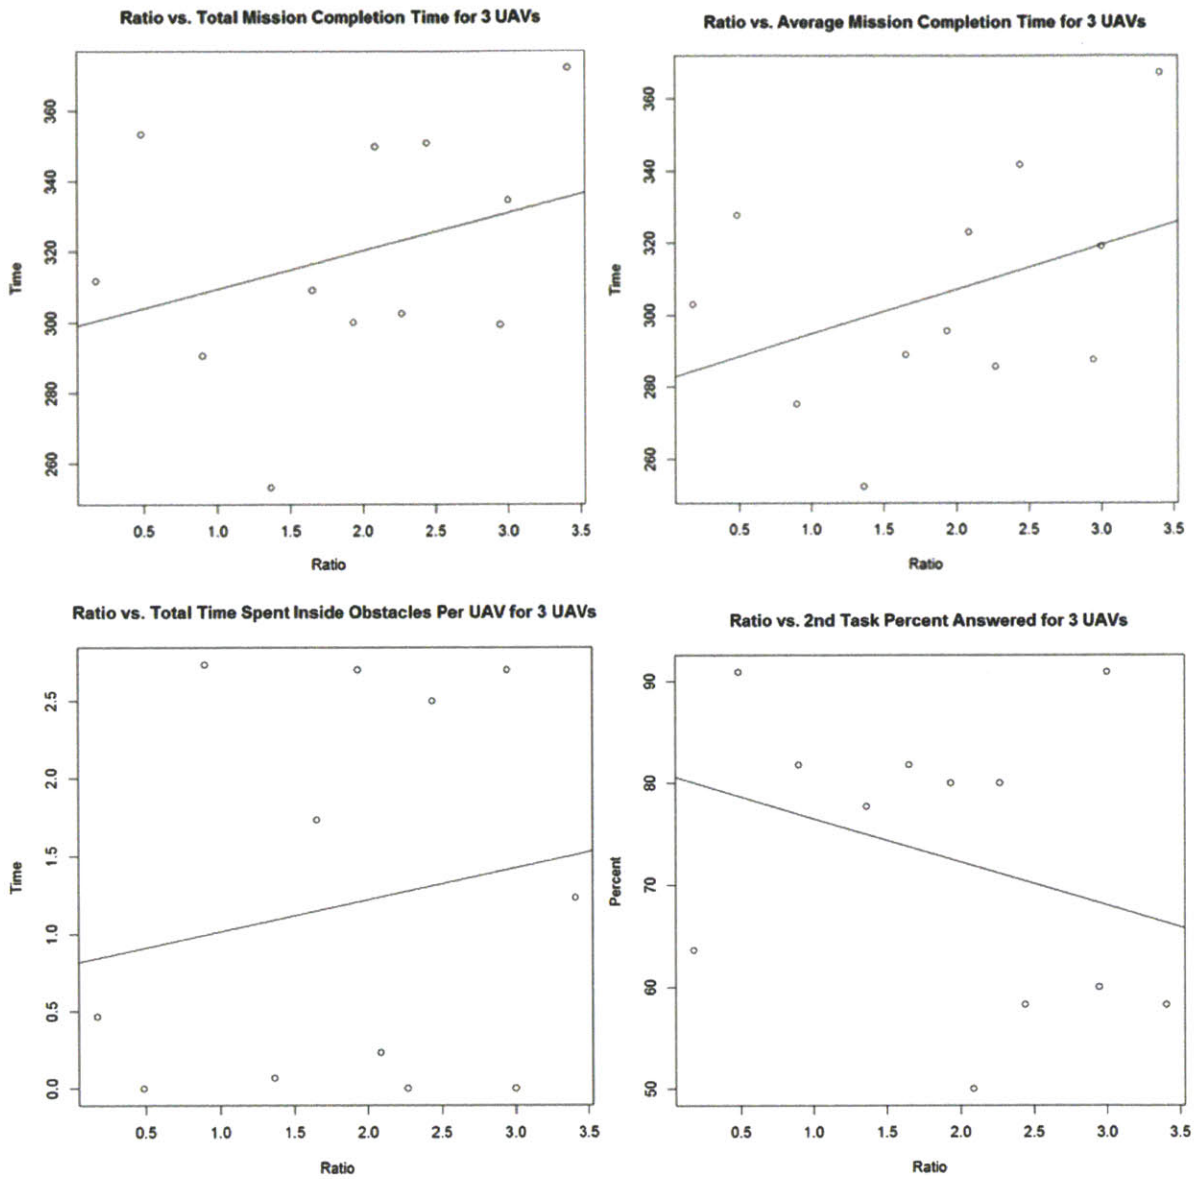 Ratio vs. Total Mission Completion Time for 3 UAVs
Time
360
340
320
300
280
260
0.5 1.0 1.5 2.0 2.5 3.0 3.5
Ratio
Ratio vs. Average Mission Completion Time for 3 UAVs
Time
360
340
320
300
280
260
0.5 1.0 1.5 2.0 2.5 3.0 3.5
Ratio
Ratio vs. Total Time Spent Inside Obstacles Per UAV for 3 UAVs
Time
2.5
2.0
1.5
1.0
0.5
0.0
0.5 1.0 1.5 2.0 2.5 3.0 3.5
Ratio
Ratio vs. 2nd Task Percent Answered for 3 UAVs
Percent
90
80
70
60
50
0.5 1.0 1.5 2.0 2.5 3.0 3.5
Ratio